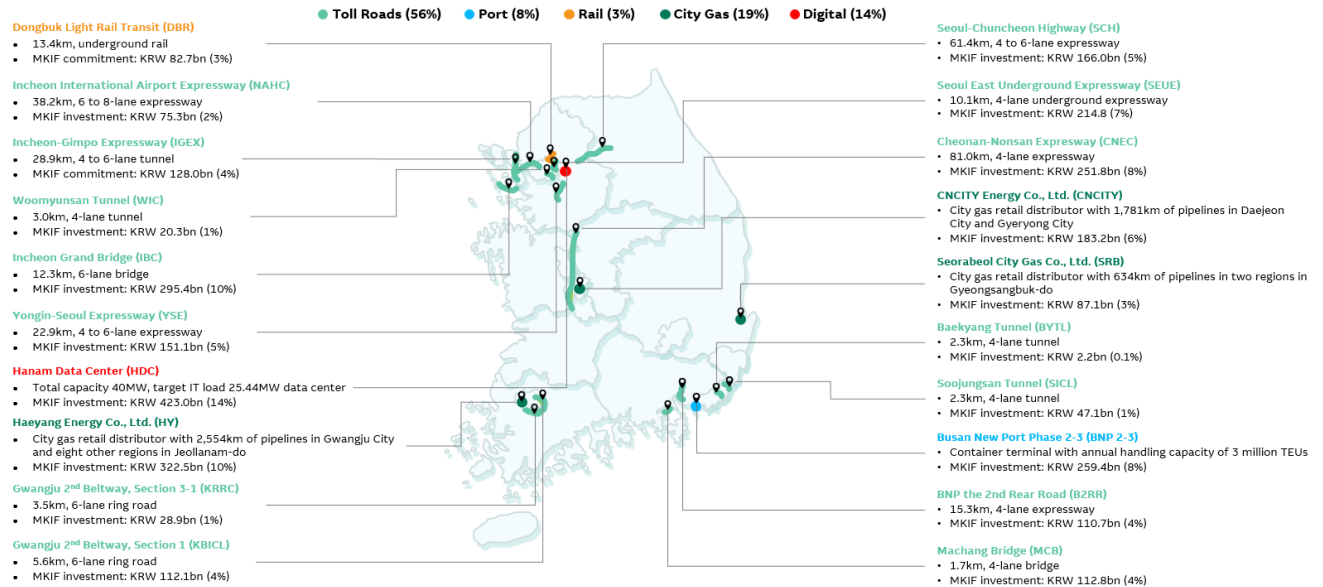 Toll Roads (56%) Port (8%) Rail (3%) City Gas (19%) Digital (14%)
Dongbuk Light Rail Transit (DBR)
• 13.4km, underground rail
• MKIF commitment: KRW 82.7bn (3%)
Incheon International Airport Expressway (NAHC)
• 38.2km, 6 to 8-lane expressway
• MKIF investment: KRW 75.3bn (2%)
Incheon-Gimpo Expressway (IGEX)
• 28.9km, 4 to 6-lane tunnel
• MKIF commitment: KRW 128.0bn (4%)
Woomyunsan Tunnel (WIC)
• 3.0km, 4-lane tunnel
• MKIF investment: KRW 20.3bn (1%)
Incheon Grand Bridge (IBC)
• 12.3km, 6-lane bridge
• MKIF investment: KRW 295.4bn (10%)
Yongin-Seoul Expressway (YSE)
• 22.9km, 4 to 6-lane expressway
• MKIF investment: KRW 151.1bn (5%)
Hanam Data Center (HDC)
• Total capacity 40MW, target IT load 25.44MW data center
• MKIF investment: KRW 423.0bn (14%)
Haeyang Energy Co., Ltd. (HY)
• City gas retail distributor with 2,554km of pipelines in Gwangju City
and eight other regions in Jeollanam-do
• MKIF investment: KRW 322.5bn (10%)
Gwangju 2nd Beltway, Section 3-1 (KRRC)
• 3.5km, 6-lane ring road
• MKIF investment: KRW 28.9bn (1%)
Gwangju 2nd Beltway, Section 1 (KBICL)
• 5.6km, 6-lane ring road
• MKIF investment: KRW 112.1bn (4%)
Seoul-Chuncheon Highway (SCH)
• 61.4km, 4 to 6-lane expressway
• MKIF investment: KRW 166.0bn (5%)
Seoul East Underground Expressway (SEUE)
• 10.1km, 4-lane underground expressway
• MKIF investment: KRW 214.8 (7%)
Cheonan-Nonsan Expresway (CNEC)
• 81.0km, 4-lane expressway
• MKIF investment: KRW 251.8bn (8%)
CNCITY Energy Co., Ltd. (CNCITY)
• City gas retail distributor with 1,781km of pipelines in Daejeon
City and Gyeryong City
• MKIF investment: KRW 183.2bn (6%)
Seorabeol City Gas Co., Ltd. (SRB)
• City gas retail distributor with 634km of pipelines in two regions in
Gyeongsangbuk-do
• MKIF investment: KRW 87.1bn (3%)
Baekyang Tunnel (BYTL)
• 2.3km, 4-lane tunnel
• MKIF investment: KRW 2.2bn (0.1%)
Soojungsan Tunnel (SICL)
• 2.3km, 4-lane tunnel
• MKIF investment: KRW 47.1bn (1%)
Busan New Port Phase 2-3 (BNP 2-3)
• Container terminal with annual handling capacity of 3 million TEUs
• MKIF investment: KRW 259.4bn (8%)
BNP the 2nd Rear Road (B2RR)
• 15.3km, 4-lane expressway
• MKIF investment: KRW 110.7bn (4%)
Machang Bridge (MCB)
• 1.7km, 4-lane bridge
• MKIF investment: KRW 112.8bn (4%)